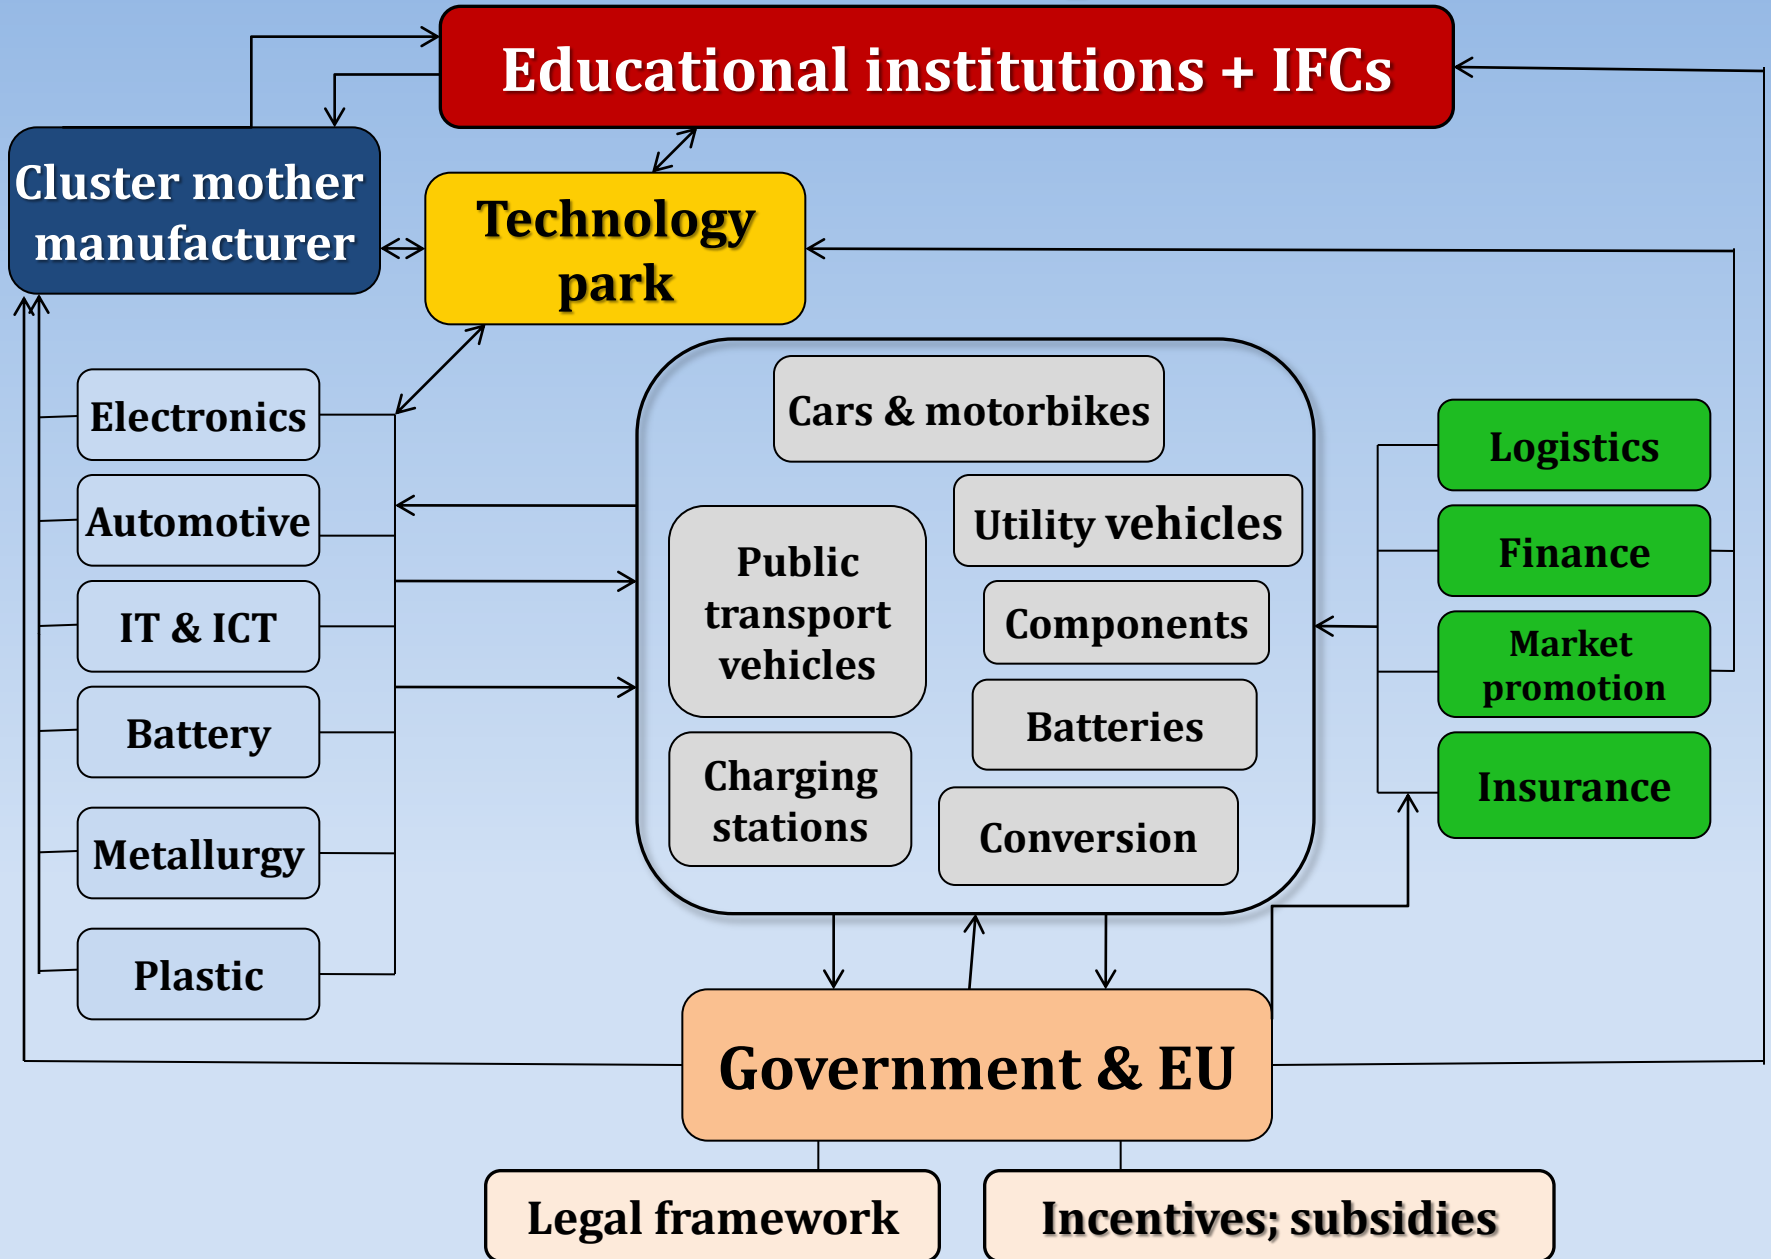 Educational institutions + IFCs
Cluster mother
manufacturer
Technology
park
Electronics
Automotive
IT & ICT
Battery
Metallurgy
Plastic
Cars & motorbikes
Utility vehicles
Public
transport
vehicles
Components
Batteries
Charging
stations
Conversion
Logistics
Finance
Market
promotion
Insurance
Government & EU
Legal framework
Incentives; subsidies